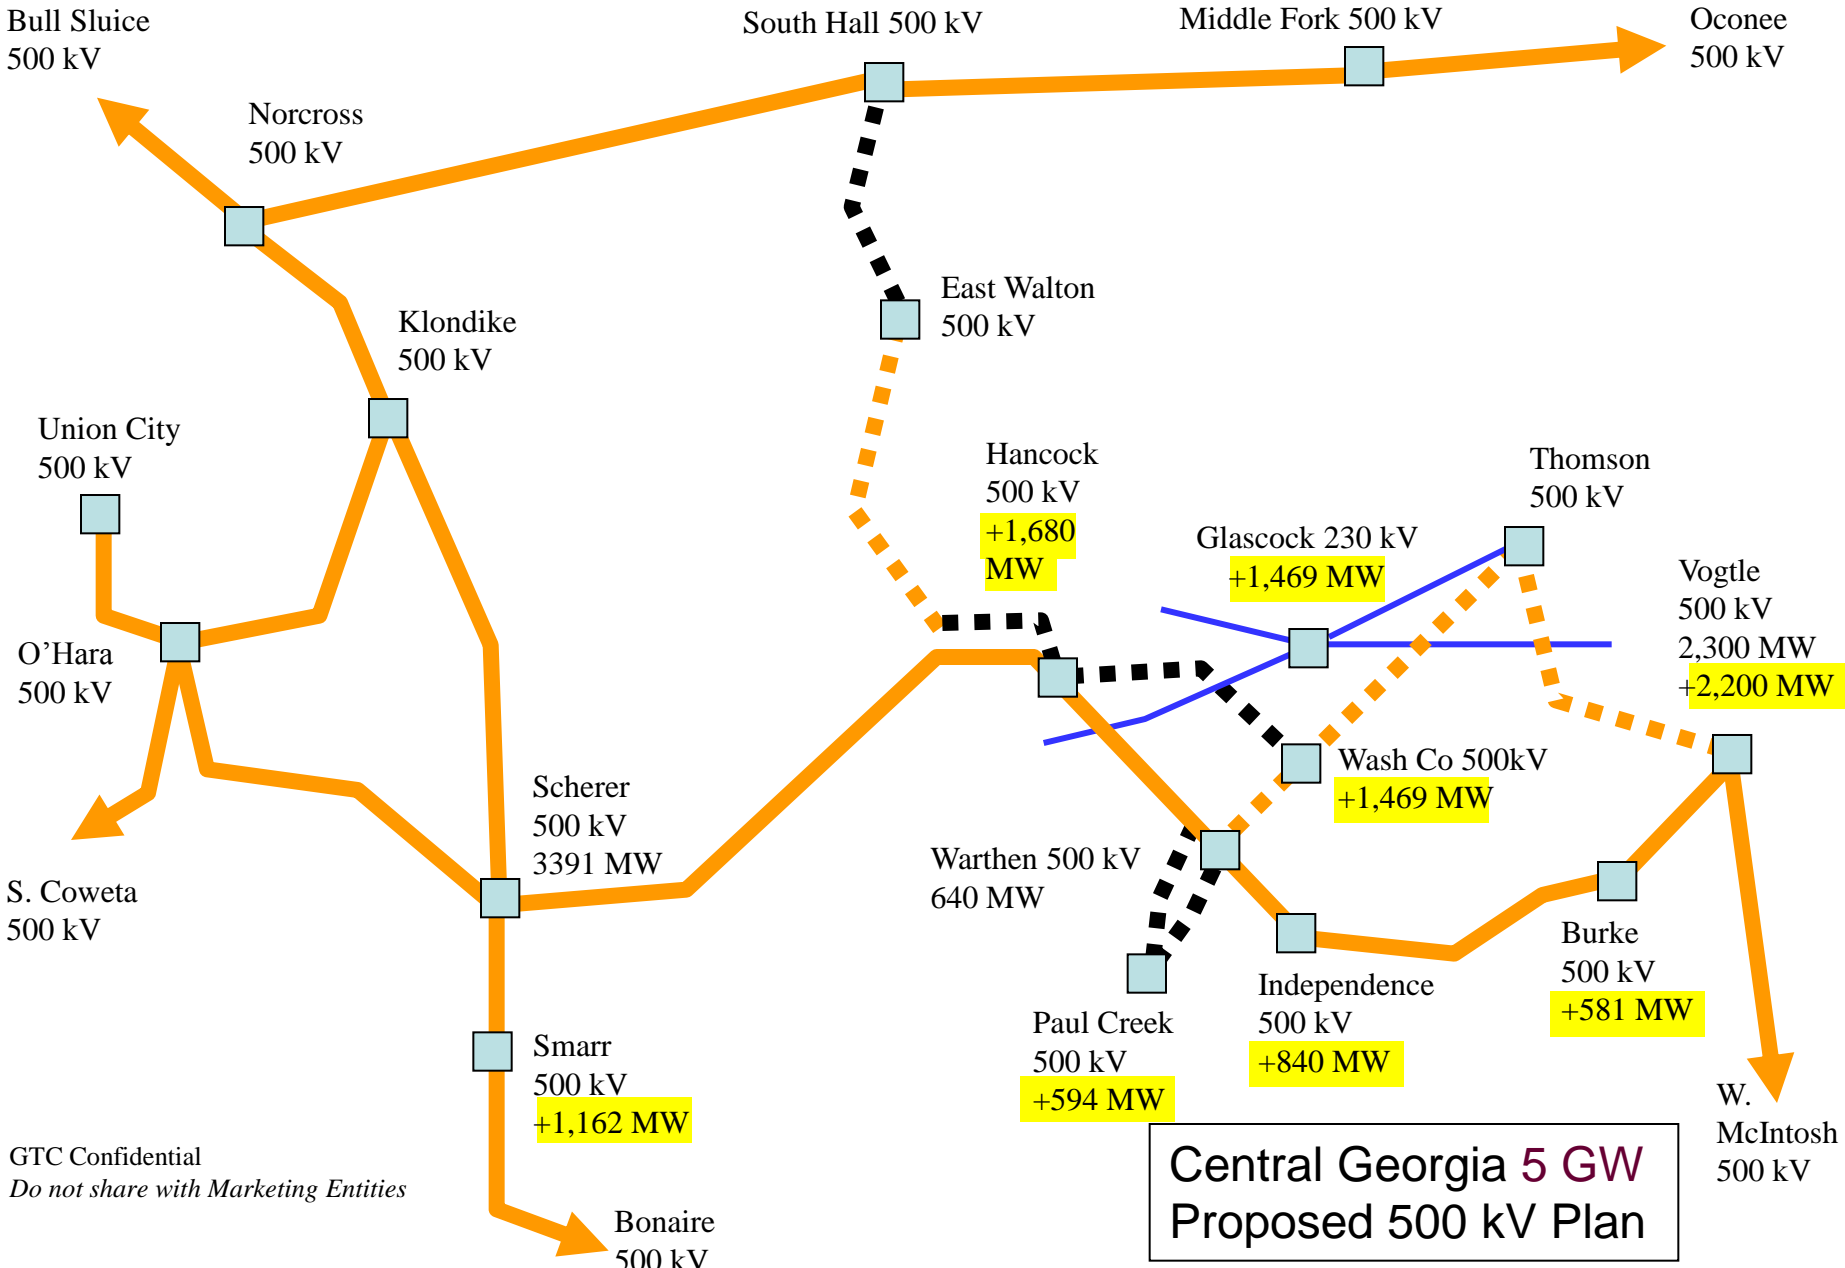 Bull Sluice
500 kV
South Hall 500 kV
Middle Fork 500 kV
Oconee
500 kV
Norcross
500 kV
East Walton
500 kV
Klondike
500 kV
Union City
500 kV
Hancock
500 kV
+1,680
MW
Glascock 230 kV
+1,469 MW
Thomson
500 kV
Vogtle
500 kV
2,300 MW
+2,200 MW
O’Hara
500 kV
Wash Co 500kV
+1,469 MW
Scherer
500 kV
3391 MW
Warthen 500 kV
640 MW
S. Coweta
500 kV
Burke
500 kV
+581 MW
Independence
500 kV
+840 MW
Paul Creek
500 kV
+594 MW
Smarr
500 kV
+1,162 MW
W.
McIntosh
500 kV
GTC Confidential
Do not share with Marketing Entities
Central Georgia 5 GW
Proposed 500 kV Plan
Bonaire
500 kV